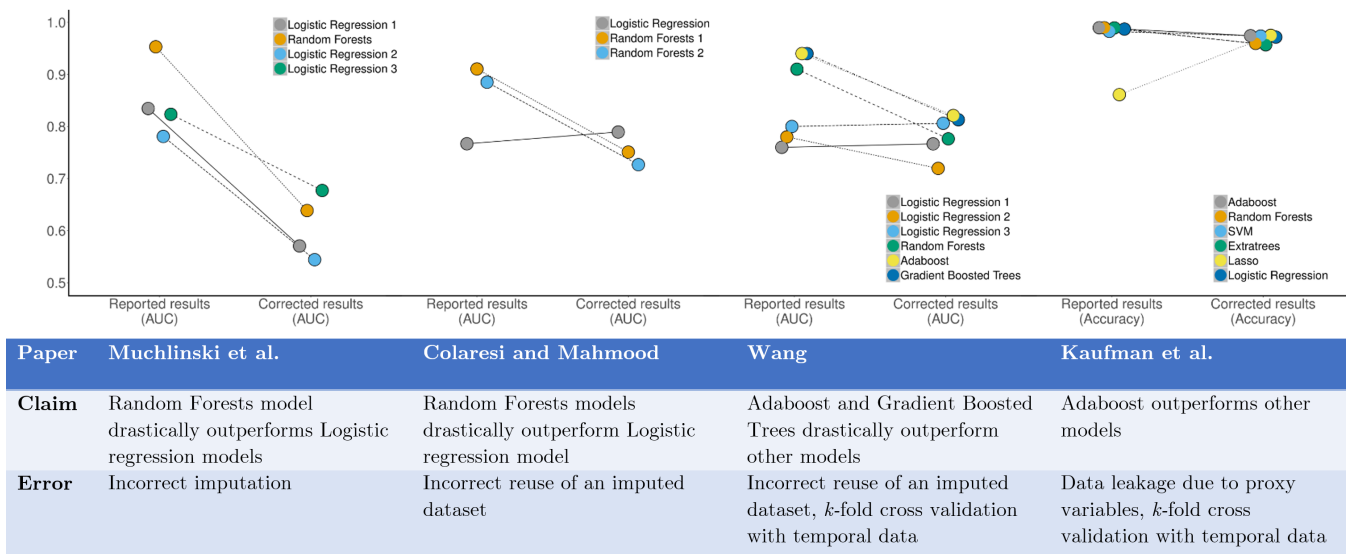 1.0
0.9
0.8
0.7
0.6
0.5
Logistic Regression 1
Random Forests
Logistic Regression 2
Logistic Regression 3
Reported results
(AUC)
Corrected results
(AUC)
Logistic Regression
Random Forests 1
Random Forests 2
Reported results
(AUC)
Corrected results
(AUC)
Logistic Regression 1
Logistic Regression 2
Logistic Regression 3
Random Forests
Adaboost
Gradient Boosted Trees
Reported results
(AUC)
Corrected results
(AUC)
Adaboost
Random Forests
SVM
Extratrees
Lasso
Logistic Regression
Reported results
(Accuracy)
Corrected results
(Accuracy)
Paper
Muchlinski et al.
Colaresi and Mahmood
Wang
Kaufman et al.
Claim
Random Forests model
drastically outperforms Logistic
regression models
Random Forests models
drastically outperform Logistic
regression model
Adaboost and Gradient Boosted
Trees drastically outperform
other models
Adaboost outperforms other
models
Error
Incorrect imputation
Incorrect reuse of an imputed
dataset
Incorrect reuse of an imputed
dataset, k-fold cross validation
with temporal data
Data leakage due to proxy
variables, k-fold cross
validation with temporal data